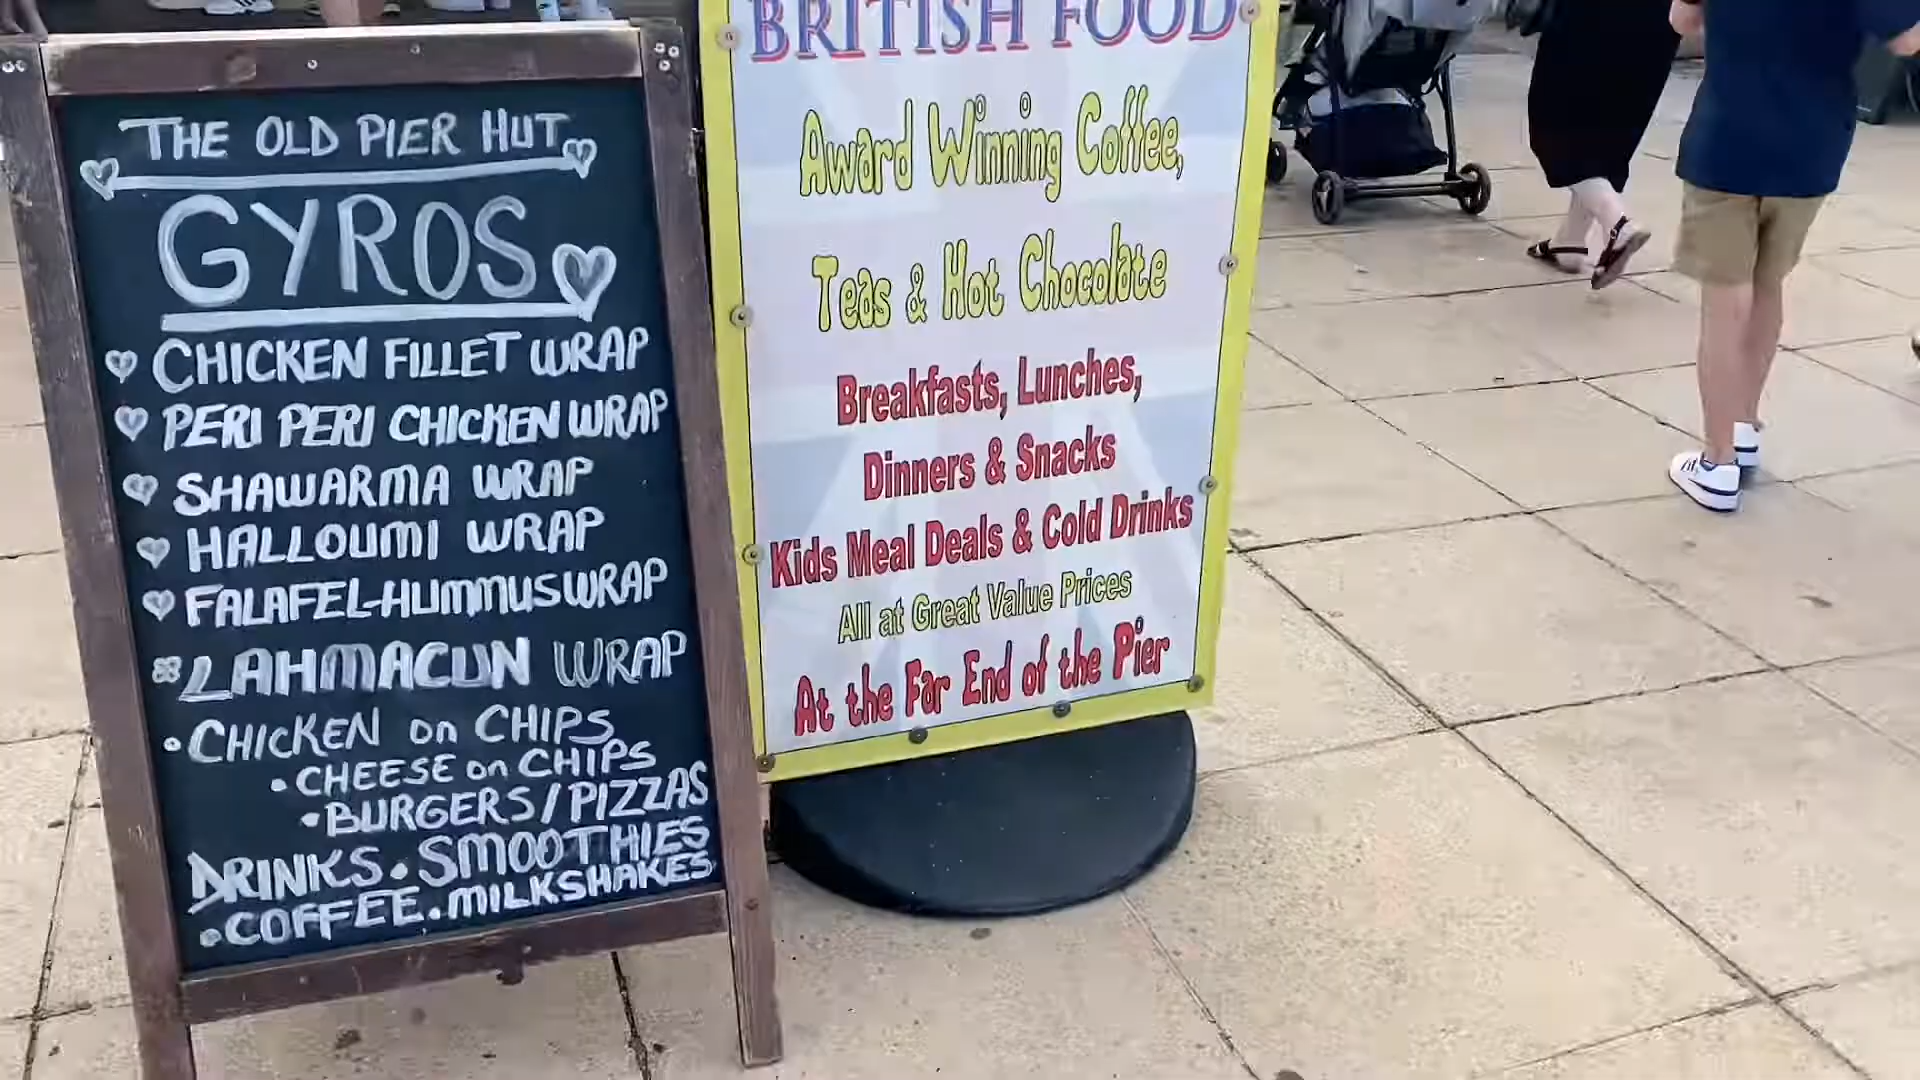 THE OLD PIER HUT
GYROS
CHICKEN FILLET WRAP
PERI PERI CHICKEN WRAP
SHAWARMA WRAP
HALLOUMI WRAP
FALAFEL-HUMMUS WRAP
LAHMACUN WRAP
• CHICKEN on CHIPS
• CHEESE on CHIPS
• BURGERS/PIZZAS
DRINKS. SMOOTHIES
• COFFEE. MILKSHAKES
BRITISH FOOD
Award Winning Coffee,
Teas & Hot Chocolate
Breakfasts, Lunches,
Dinners & Snacks
Kids Meal Deals & Cold Drinks
All at Great Value Prices
At the Far End of the Pier